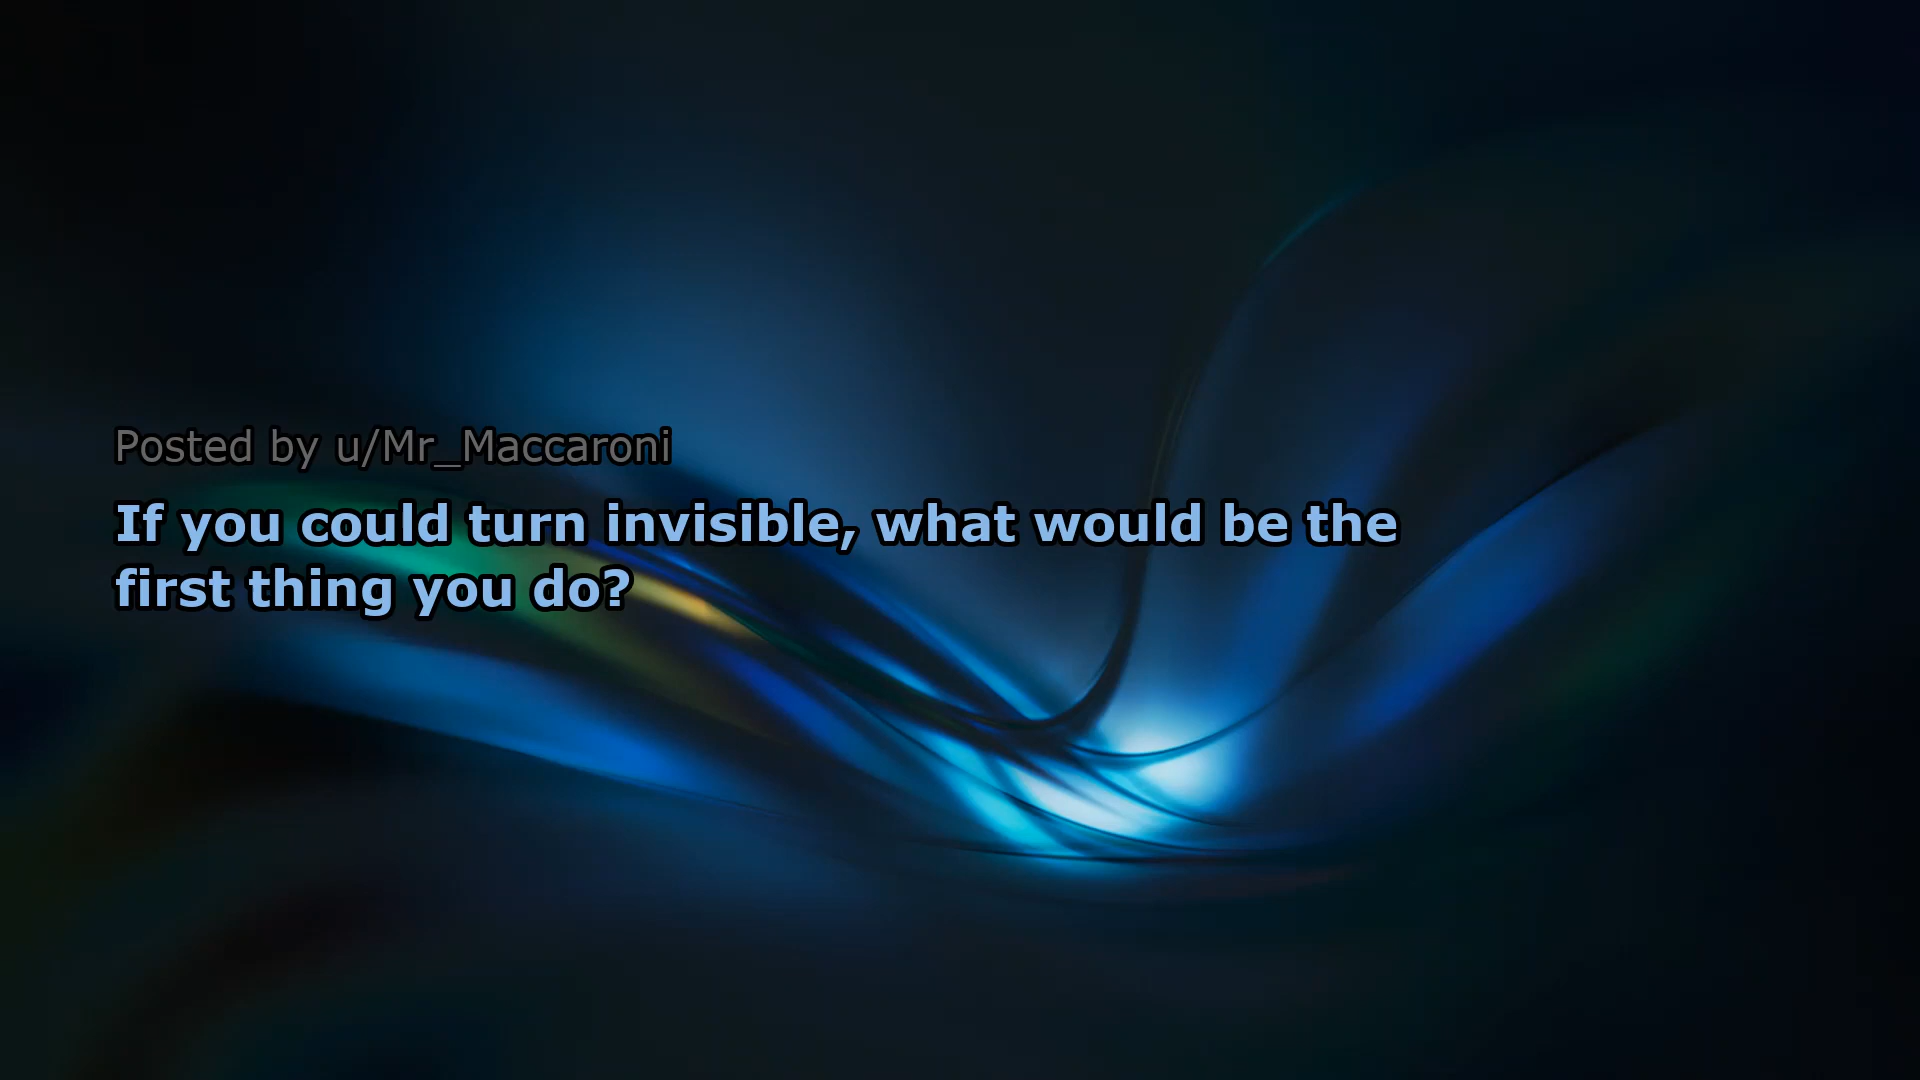 Posted by u/Mr_Maccaroni
If you could turn invisible, what would be the
first thing you do?